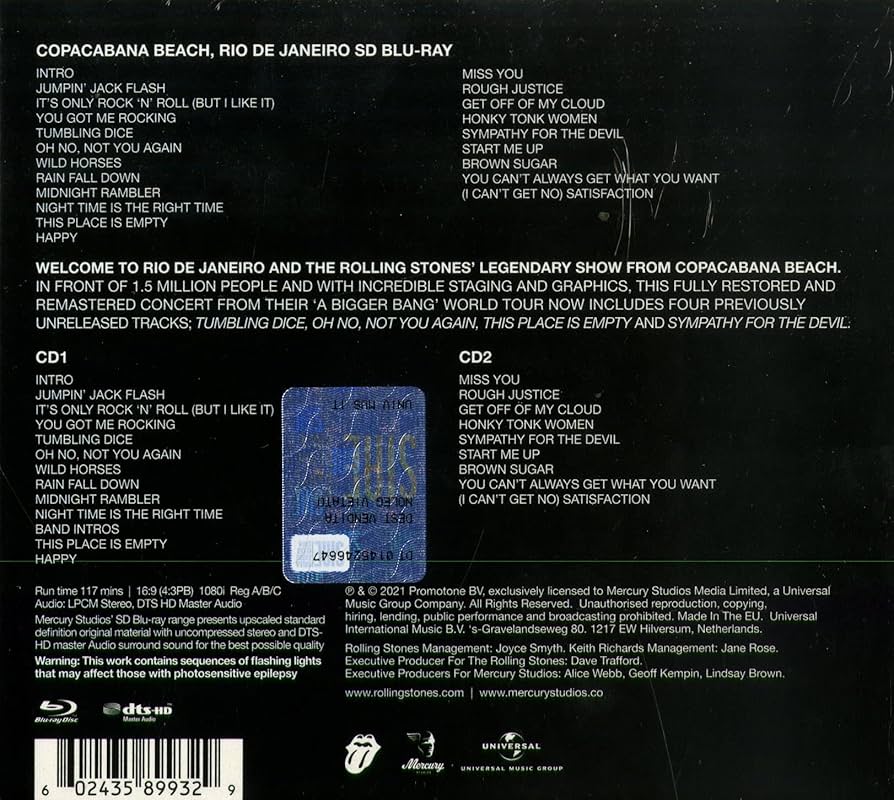 COPACABANA BEACH, RIO DE JANEIRO SD BLU-RAY
INTRO
JUMPIN' JACK FLASH
IT'S ONLY ROCK 'N' ROLL (BUT I LIKE IT)
YOU GOT ME ROCKING
TUMBLING DICE
OH NO, NOT YOU AGAIN
WILD HORSES
RAIN FALL DOWN
MIDNIGHT RAMBLER
NIGHT TIME IS THE RIGHT TIME
THIS PLACE IS EMPTY
HAPPY
MISS YOU
ROUGH JUSTICE
GET OFF OF MY CLOUD
HONKY TONK WOMEN
SYMPATHY FOR THE DEVIL
START ME UP
BROWN SUGAR
YOU CAN'T ALWAYS GET WHAT YOU WANT
(I CAN'T GET NO) SATISFACTION
WELCOME TO RIO DE JANEIRO AND THE ROLLING STONES' LEGENDARY SHOW FROM COPACABANA BEACH.
IN FRONT OF 1.5 MILLION PEOPLE AND WITH INCREDIBLE STAGING AND GRAPHICS, THIS FULLY RESTORED AND
REMASTERED CONCERT FROM THEIR 'A BIGGER BANG' WORLD TOUR NOW INCLUDES FOUR PREVIOUSLY
UNRELEASED TRACKS; TUMBLING DICE, OH NO, NOT YOU AGAIN, THIS PLACE IS EMPTY AND SYMPATHY FOR THE DEVIL.
CD1
INTRO
JUMPIN' JACK FLASH
IT'S ONLY ROCK 'N' ROLL (BUT I LIKE IT)
YOU GOT ME ROCKING
TUMBLING DICE
OH NO, NOT YOU AGAIN
WILD HORSES
RAIN FALL DOWN
MIDNIGHT RAMBLER
NIGHT TIME IS THE RIGHT TIME
BAND INTROS
THIS PLACE IS EMPTY
HAPPY
CD2
MISS YOU
ROUGH JUSTICE
GET OFF OF MY CLOUD
HONKY TONK WOMEN
SYMPATHY FOR THE DEVIL
START ME UP
BROWN SUGAR
YOU CAN'T ALWAYS GET WHAT YOU WANT
(I CAN'T GET NO) SATISFACTION
DT 0145246647
DEST VENDITA
NOLEG VIETATO
SIAE
UNIV MUS IT
Run time 117 mins | 16:9 (4:3PB) 1080i Reg A/B/C
Audio: LPCM Stereo, DTS HD Master Audio
Mercury Studios' SD Blu-ray range presents upscaled standard
definition original material with uncompressed stereo and DTS-
HD master Audio surround sound for the best possible quality
Warning: This work contains sequences of flashing lights
that may affect those with photosensitive epilepsy
℗ & © 2021 Promotone BV, exclusively licensed to Mercury Studios Media Limited, a Universal
Music Group Company. All Rights Reserved. Unauthorised reproduction, copying,
hiring, lending, public performance and broadcasting prohibited. Made In The EU. Universal
International Music B.V. 's-Gravelandseweg 80. 1217 EW Hilversum, Netherlands.
Rolling Stones Management: Joyce Smyth. Keith Richards Management: Jane Rose.
Executive Producer For The Rolling Stones: Dave Trafford.
Executive Producers For Mercury Studios: Alice Webb, Geoff Kempin, Lindsay Brown.
www.rollingstones.com | www.mercurystudios.co
Blu-ray Disc
dts-HD
Master Audio
Mercury
STUDIOS
UNIVERSAL
UNIVERSAL MUSIC GROUP
6 02435 89932 9